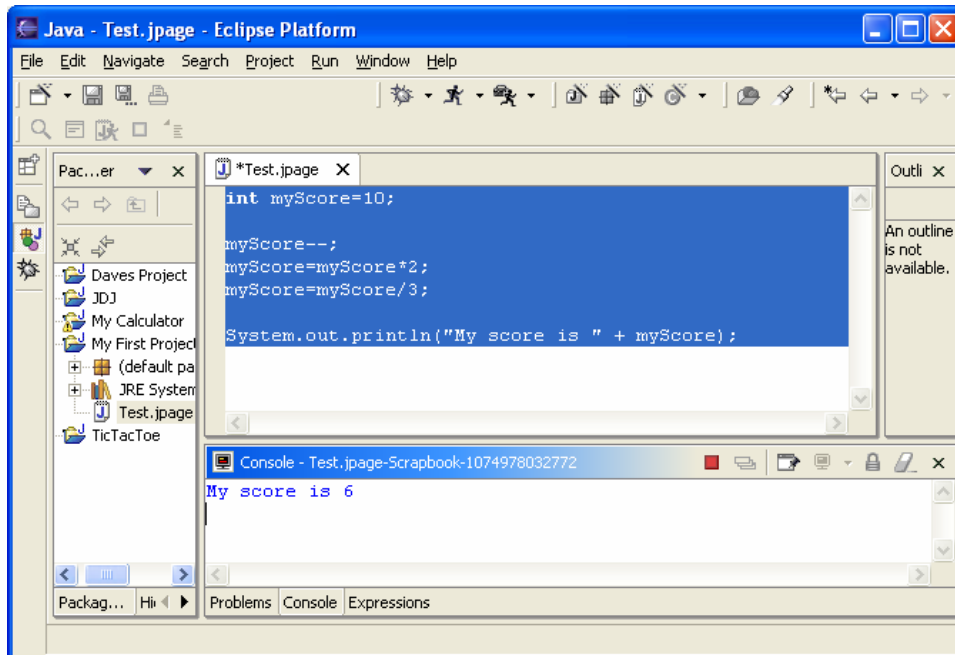 Java - Test.jpage - Eclipse Platform
File Edit Navigate Search Project Run Window Help
Pac...er
Daves Project
JDJ
My Calculator
My First Project
(default pa
JRE System
Test.jpage
TicTacToe
Packag... Hi
*Test.jpage
int myScore=10;
myScore--;
myScore=myScore*2;
myScore=myScore/3;
System.out.println("My score is " + myScore);
Outli
An outline
is not
available.
Console - Test.jpage-Scrapbook-1074978032772
My score is 6
Problems Console Expressions